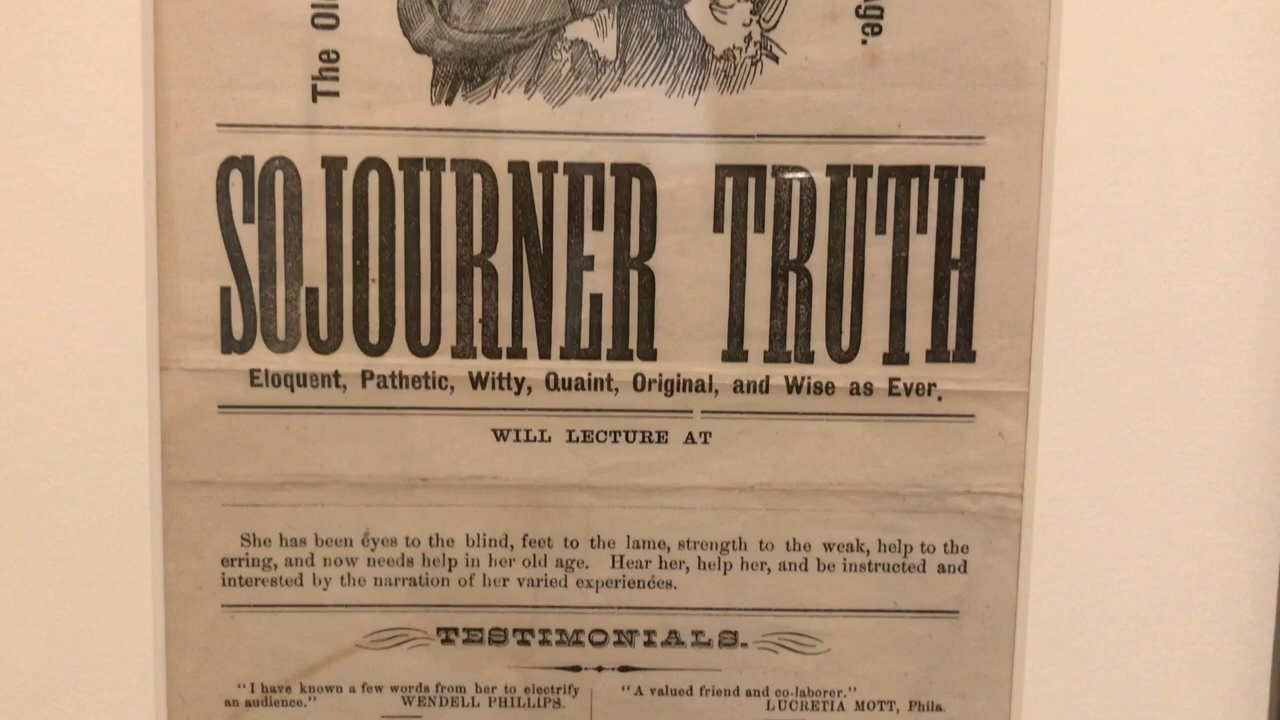 The Ol
ge.
SOJOURNER TRUTH
Eloquent, Pathetic, Witty, Quaint, Original, and Wise as Ever.
WILL LECTURE AT
She has been eyes to the blind, feet to the lame, strength to the weak, help to the
erring, and now needs help in her old age. Hear her, help her, and be instructed and
interested by the narration of her varied experiences.
TESTIMONIALS.
"I have known a few words from her to electrify
an audience." WENDELL PHILLIPS.
"A valued friend and co-laborer."
LUCRETIA MOTT, Phila.